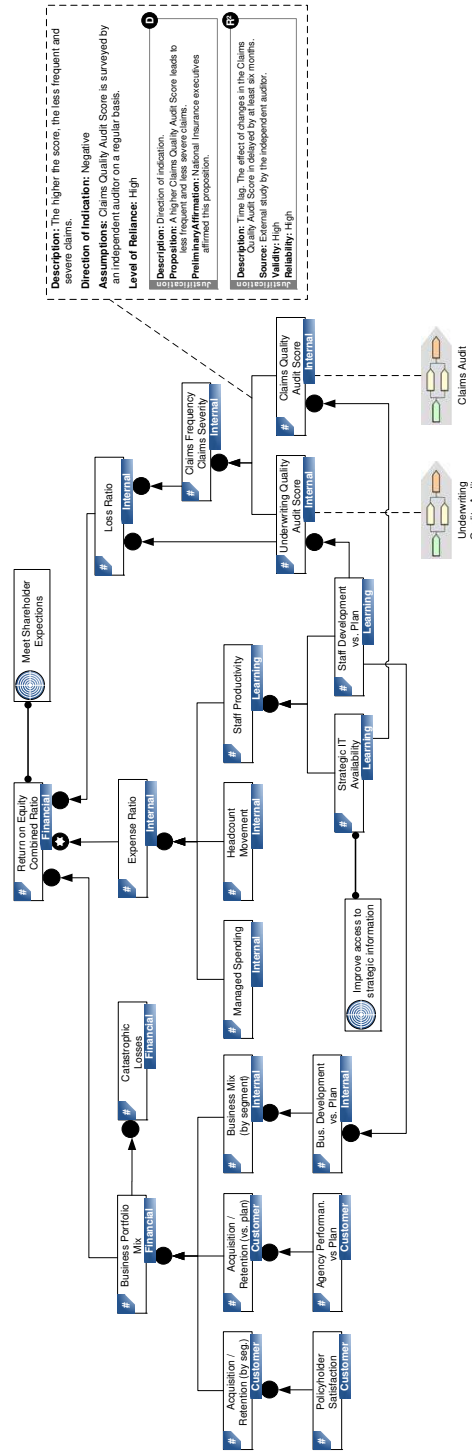 Return on Equity
Combined Ratio
Financial
#
Meet Shareholder
Expections
Business Portfolio
Mix
Financial
#
Catastrophic
Losses
Financial
#
Expense Ratio
Internal
#
Loss Ratio
Internal
#
Claims Frequency
Claims Severity
Internal
#
Acquisition /
Retention (by seg.)
Customer
#
Acquisition /
Retention (vs. plan)
Customer
#
Business Mix
(by segment)
Internal
#
Managed Spending
Internal
#
Headcount
Movement
Internal
#
Staff Productivity
Learning
#
Underwriting Quality
Audit Score
Internal
#
Claims Quality
Audit Score
Internal
#
Policyholder
Satisfaction
Customer
#
Agency Performan.
vs Plan
Customer
#
Bus. Development
vs. Plan
Internal
#
Improve access to
strategic information
Strategic IT
Availability
Learning
#
Staff Development
vs. Plan
Learning
#
Underwriting
Claims Audit
Description: The higher the score, the less frequent and
severe claims.
Direction of Indication: Negative
Assumptions: Claims Quality Audit Score is surveyed by
an independent auditor on a regular basis.
Level of Reliance: High
Justification
D
Description: Direction of indication.
Proposition: A higher Claims Quality Audit Score leads to
less frequent and less severe claims.
PreliminaryAffirmation: National Insurance executives
affirmed this proposition.
Justification
R²
Description: Time lag. The effect of changes in the Claims
Quality Audit Score in delayed by at least six months.
Source: External study by the independent auditor.
Validity: High
Reliability: High